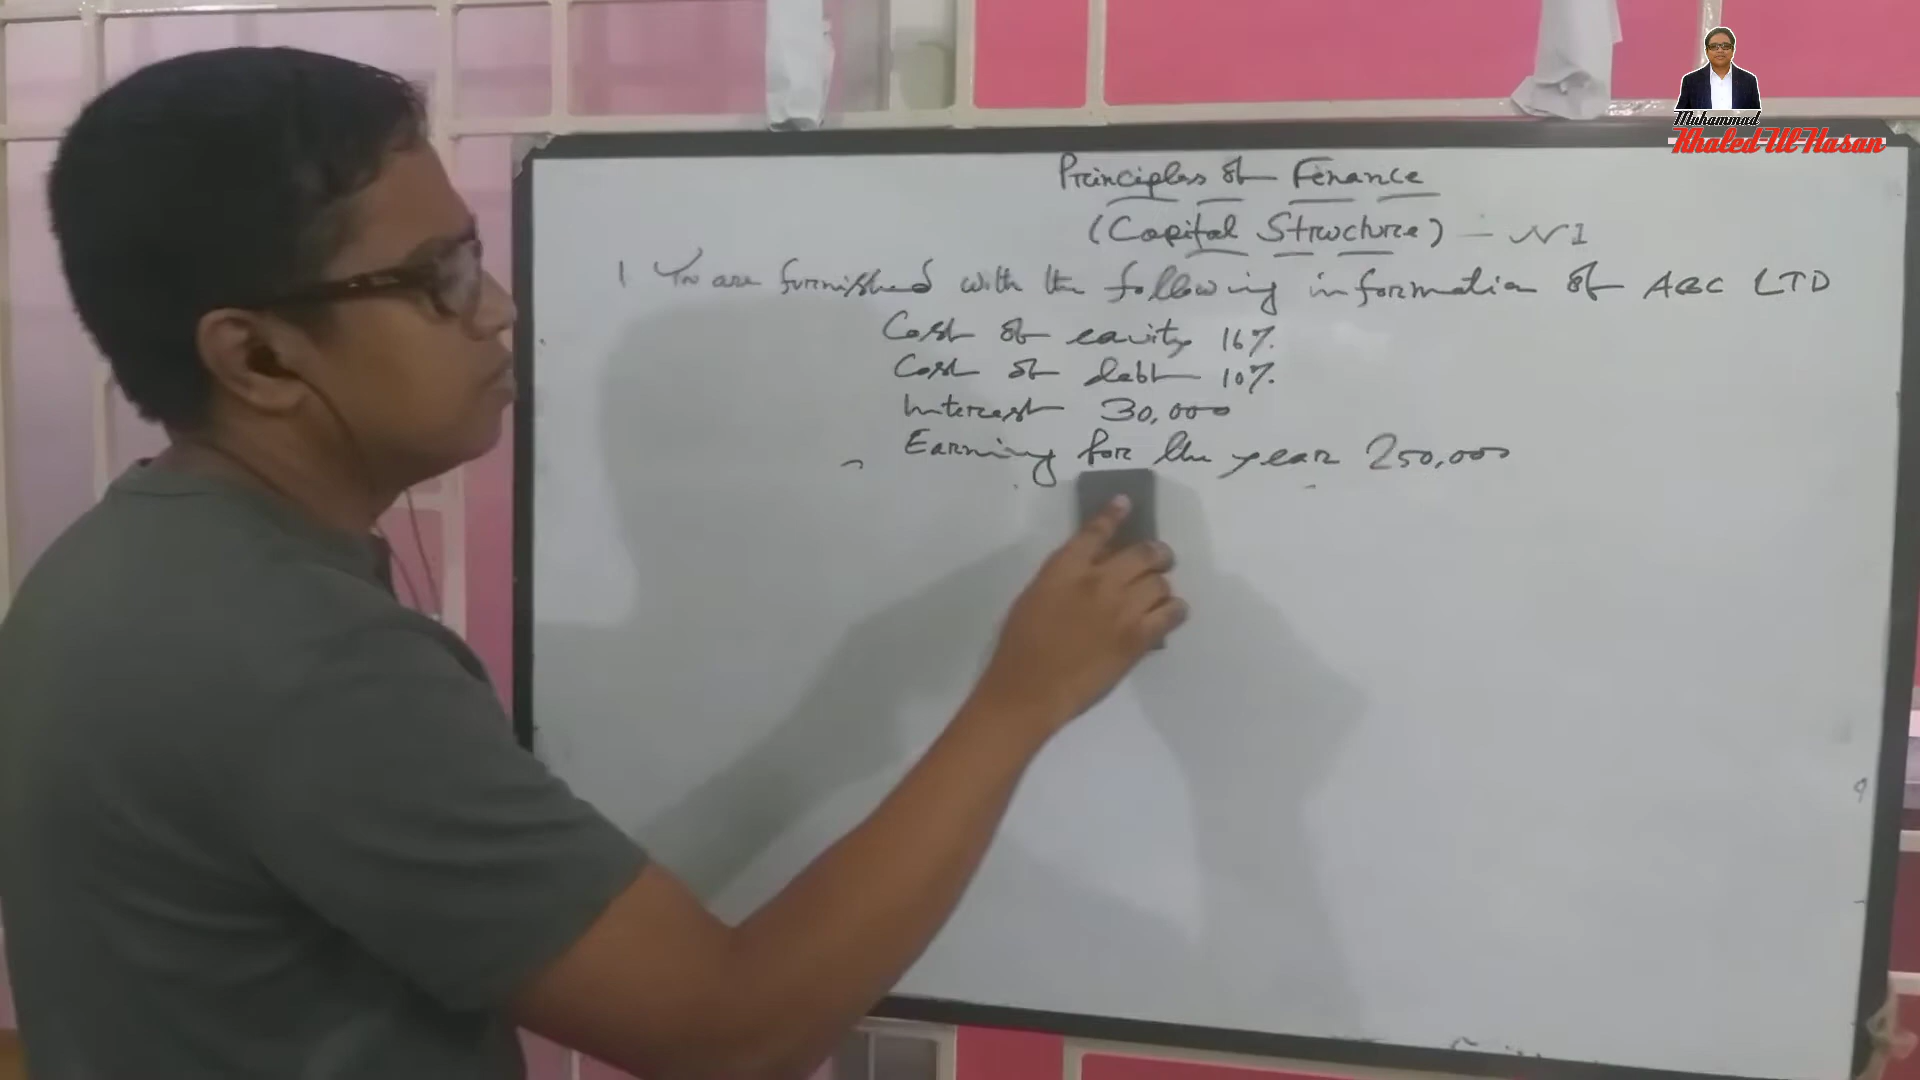 Muhammad
Khaled-Ul-Hasan
Principles of Finance
(Capital Structure) - NI
1 You are furnished with the following information of ABC LTD
Cost of equity 16%.
Cost of debt 10%.
Interest 30,000
Earning for the year 250,000